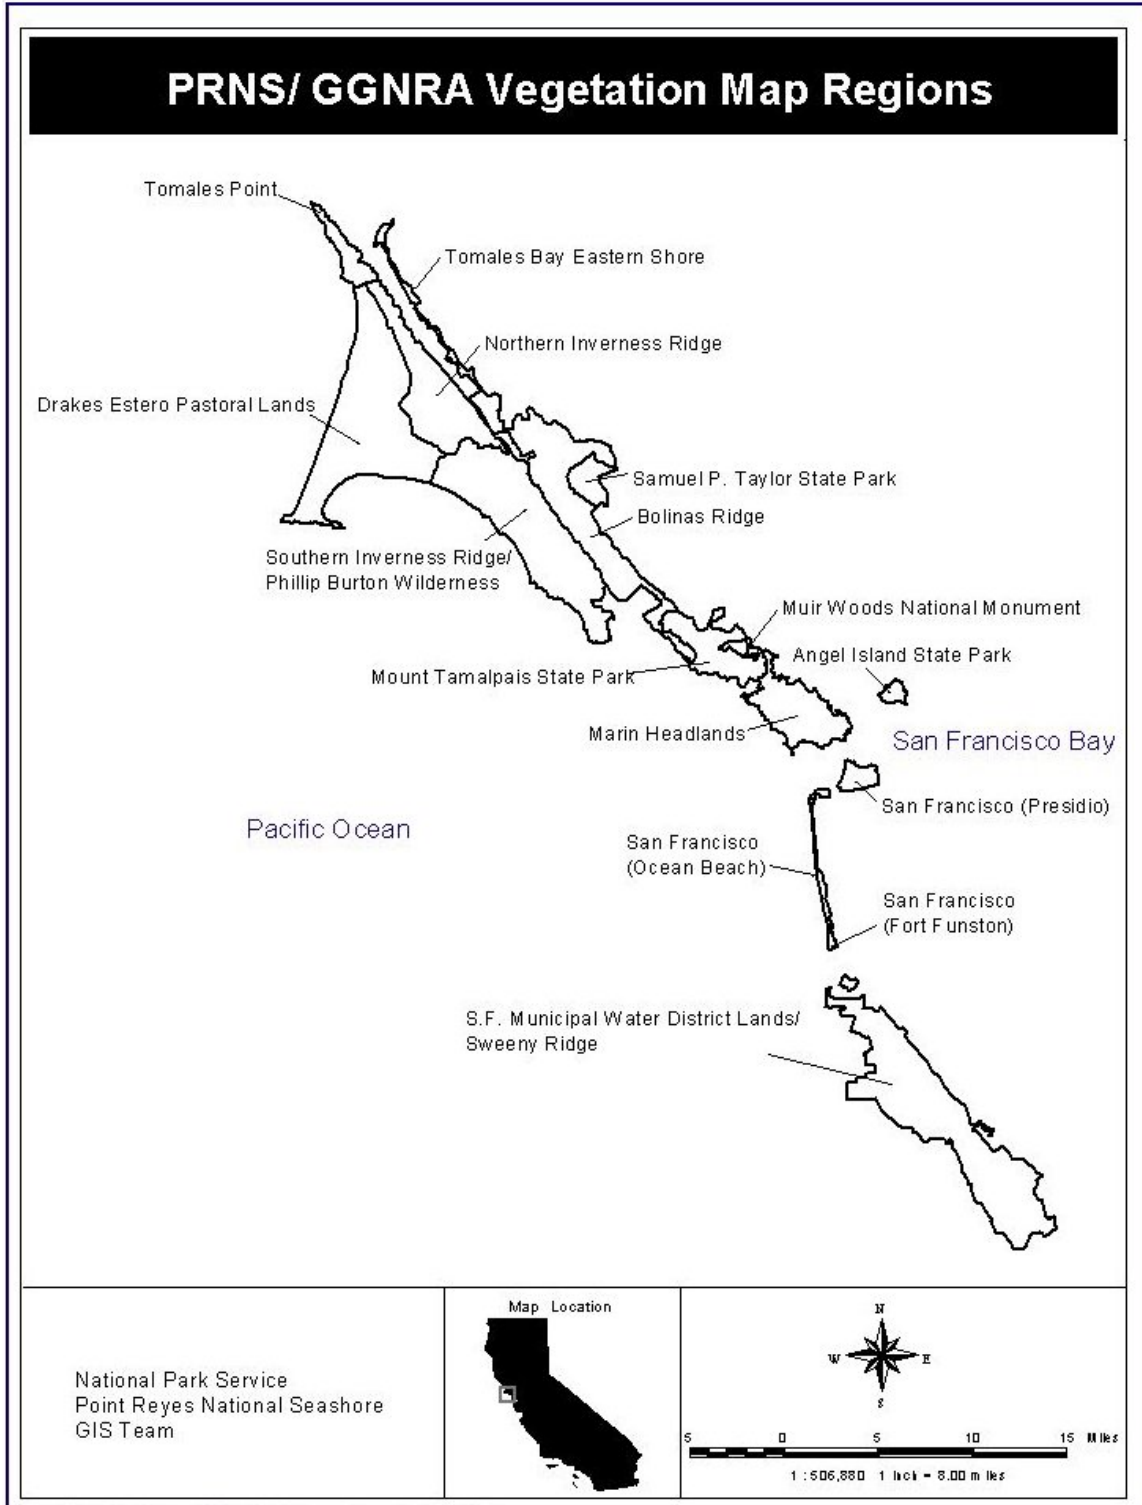 PRNS/ GGNRA Vegetation Map Regions
Tomales Point
Tomales Bay Eastern Shore
Northern Inverness Ridge
Drakes Estero Pastoral Lands
Samuel P. Taylor State Park
Bolinas Ridge
Southern Inverness Ridge/
Phillip Burton Wilderness
Muir Woods National Monument
Angel Island State Park
Mount Tamalpais State Park
Marin Headlands
San Francisco Bay
San Francisco (Presidio)
Pacific Ocean
San Francisco
(Ocean Beach)
San Francisco
(Fort Funston)
S.F. Municipal Water District Lands/
Sweeny Ridge
National Park Service
Point Reyes National Seashore
GIS Team
Map Location
N
W E
S
5 0 5 10 15 Miles
1 : 506,880 1 Inch = 8.00 miles